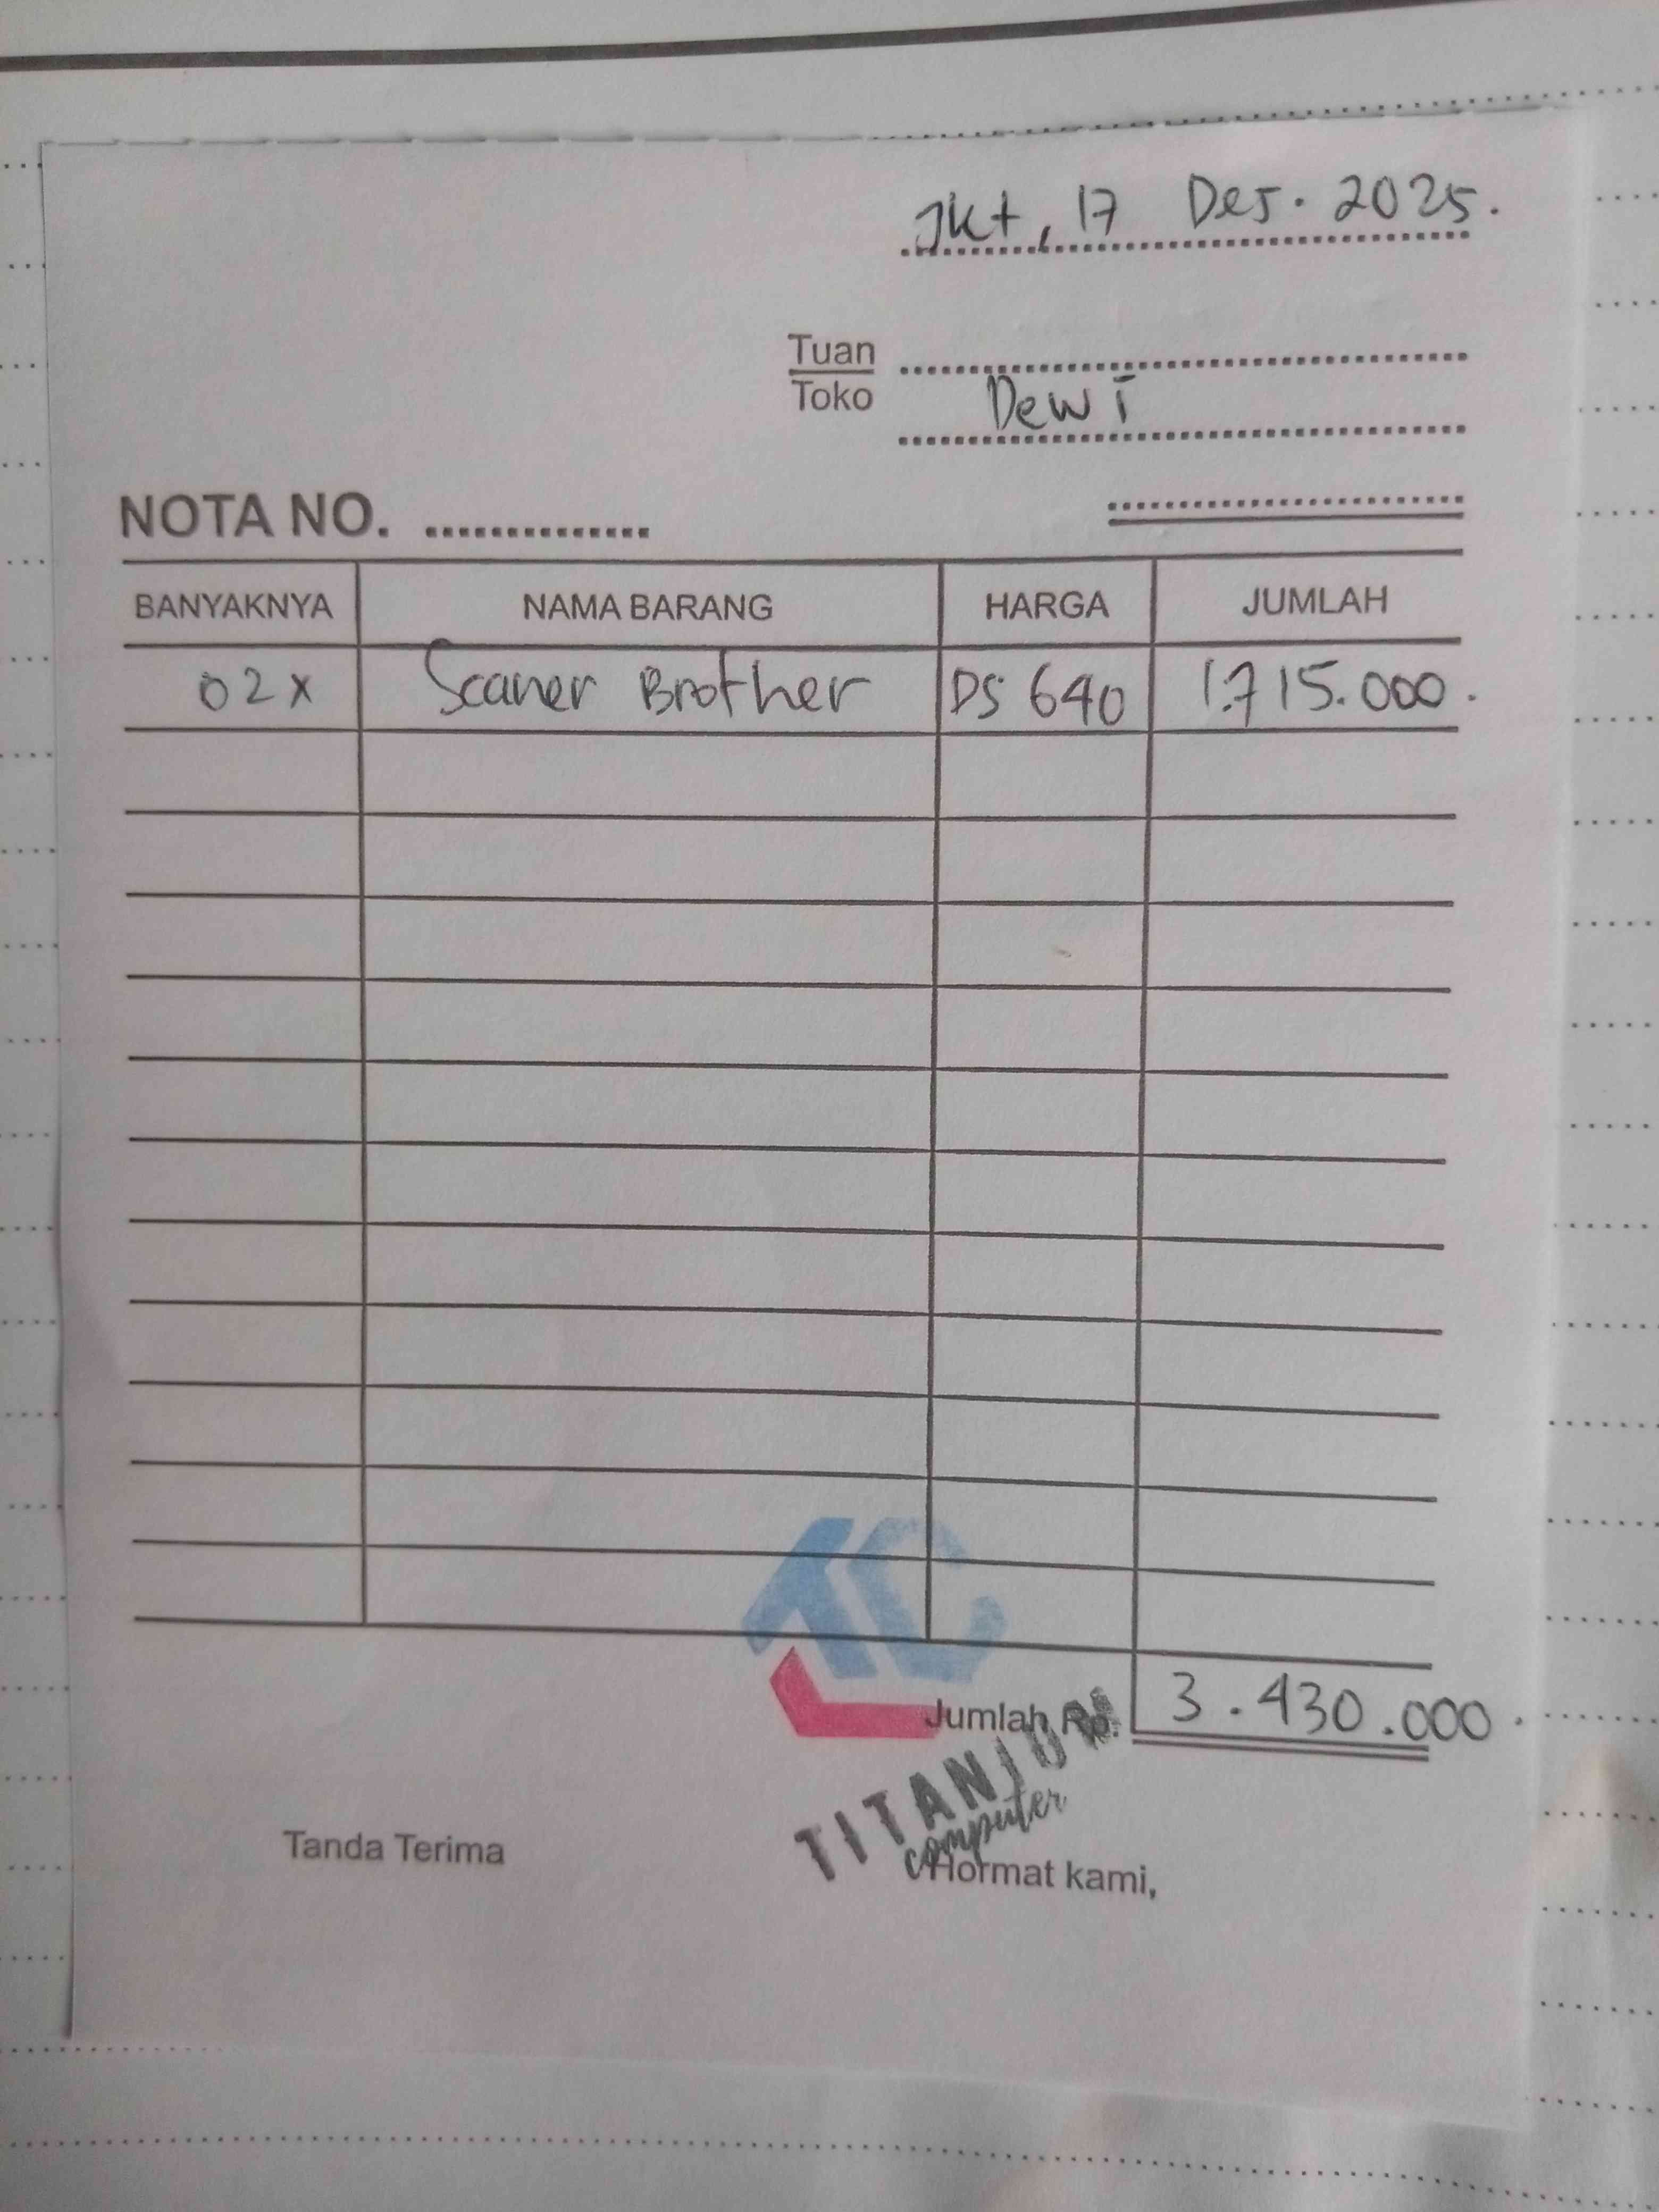 Jkt, 17 Des. 2025.
Tuan
Toko
Dewi
NOTA NO.
BANYAKNYA NAMA BARANG HARGA JUMLAH
02x Scaner Brother DS 640 1.715.000.
TC
Jumlah Rp. 3.430.000.
TITANIUM
computer
Tanda Terima Hormat kami,